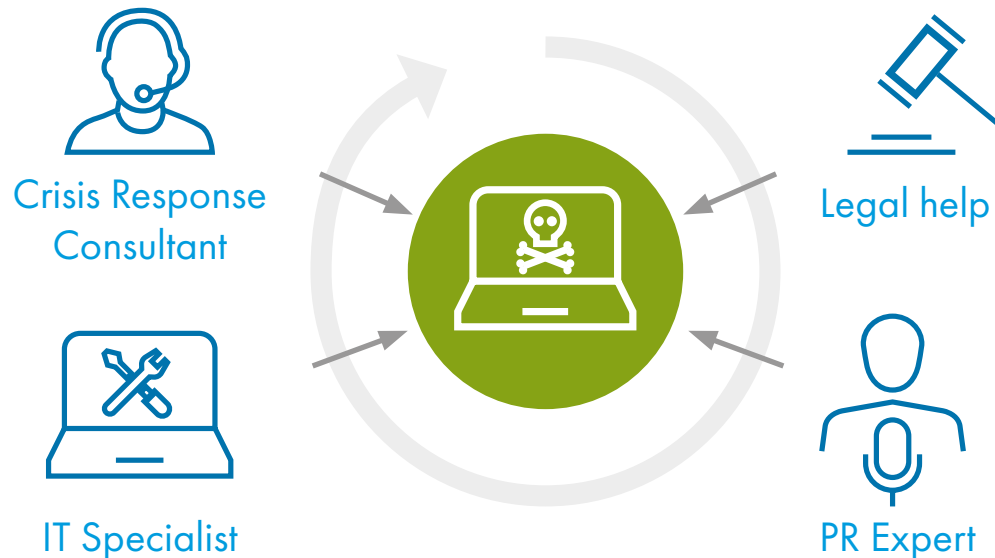 Crisis Response
Consultant
Legal help
IT Specialist
PR Expert